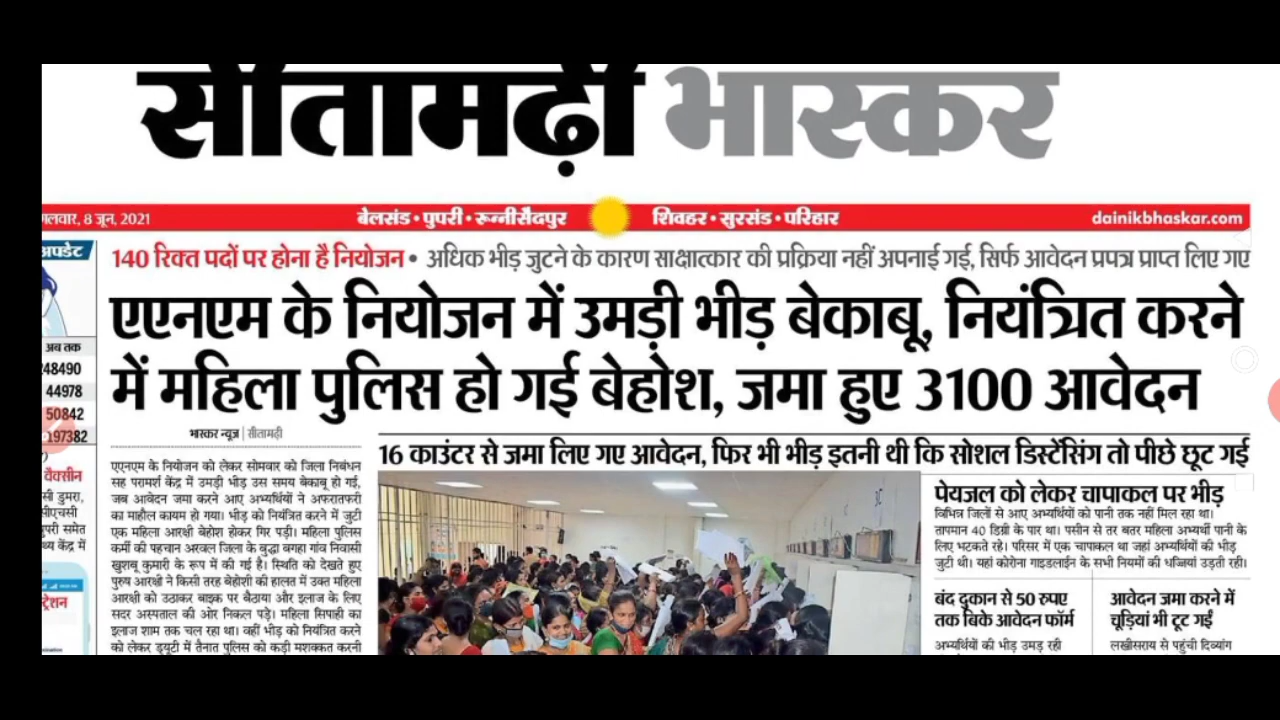 सीतामढ़ी भास्कर
गलवार, 8 जून, 2021
बेलसंड • पुपरी • रून्नीसैदपुर
शिवहर • सुरसंड • परिहार
dainikbhaskar.com
अपडेट
अब तक
48490
44978
50842
197382
वैक्सीन
सी डुमरा,
सीएचसी
पुपरी समेत
केंद्र में
140 रिक्त पदों पर होना है नियोजन • अधिक भीड़ जुटने के कारण साक्षात्कार की प्रक्रिया नहीं अपनाई गई, सिर्फ आवेदन प्रपत्र प्राप्त लिए गए
एएनएम के नियोजन में उमड़ी भीड़ बेकाबू, नियंत्रित करने
में महिला पुलिस हो गई बेहोश, जमा हुए 3100 आवेदन
भास्कर न्यूज | सीतामढ़ी
एएनएम के नियोजन को लेकर सोमवार को जिला निबंधन
सह परामर्श केंद्र में उमड़ी भीड़ उस समय बेकाबू हो गई,
जब आवेदन जमा करने आए अभ्यर्थियों ने अफरातफरी
का माहौल कायम हो गया। भीड़ को नियंत्रित करने में जुटी
एक महिला आरक्षी बेहोश होकर गिर पड़ी। महिला पुलिस
कर्मी की पहचान अरवल जिला के बुद्धा बगहा गांव निवासी
खुशबू कुमारी के रूप में की गई है। स्थिति को देखते हुए
पुरुष आरक्षी ने किसी तरह बेहोशी की हालत में उक्त महिला
आरक्षी को उठाकर बाइक पर बैठाया और इलाज के लिए
सदर अस्पताल की ओर निकल पड़े। महिला सिपाही का
इलाज शाम तक चल रहा था। वहीं भीड़ को नियंत्रित करने
को लेकर ड्यूटी में तैनात पुलिस को कड़ी मशक्कत करनी
16 काउंटर से जमा लिए गए आवेदन, फिर भी भीड़ इतनी थी कि सोशल डिस्टेंसिंग तो पीछे छूट गई
पेयजल को लेकर चापाकल पर भीड़
विभिन्न जिलों से आए अभ्यर्थियों को पानी तक नहीं मिल रहा था।
तापमान 40 डिग्री के पार था। पसीन से तर बतर महिला अभ्यर्थी पानी के
लिए भटकते रहे। परिसर में एक चापाकल था जहां अभ्यर्थियों की भीड़
जुटी थी। यहां कोरोना गाइडलाईन के सभी नियमों की धज्जियां उड़ती रही।
बंद दुकान से 50 रुपए
तक बिके आवेदन फॉर्म
अभ्यर्थियों की भीड़ उमड़ रही
आवेदन जमा करने में
चूड़ियां भी टूट गईं
लखीसराय से पहुंची दिव्यांग